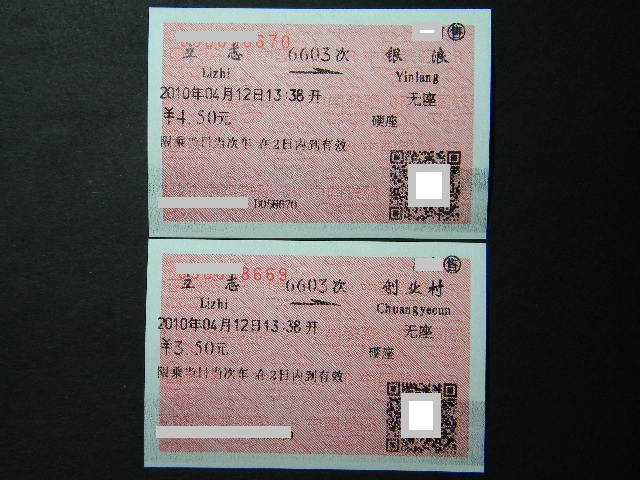 8670 售
立志 6603次 银浪
Lizhi Yinlang
2010年04月12日13:38开 无座
¥4.50元 硬座
限乘当日当次车 在2日内到有效
D058670
8669 售
立志 6603次 创业村
Lizhi Chuangyecun
2010年04月12日13:38开 无座
¥3.50元 硬座
限乘当日当次车 在2日内到有效